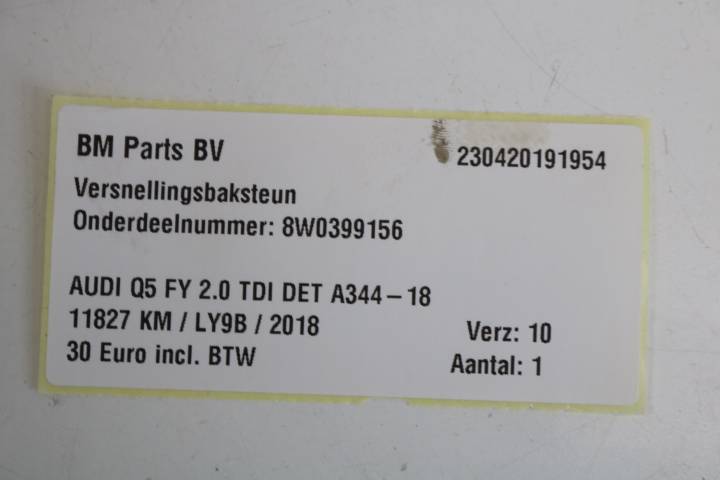 BM Parts BV
230420191954
Versnellingsbaksteun
Onderdeelnummer: 8W0399156
AUDI Q5 FY 2.0 TDI DET A344-18
11827 KM / LY9B / 2018
Verz: 10
30 Euro incl. BTW
Aantal: 1